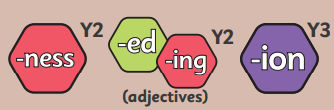 -ness Y2
-ed
-ing Y2
(adjectives)
-ion Y3